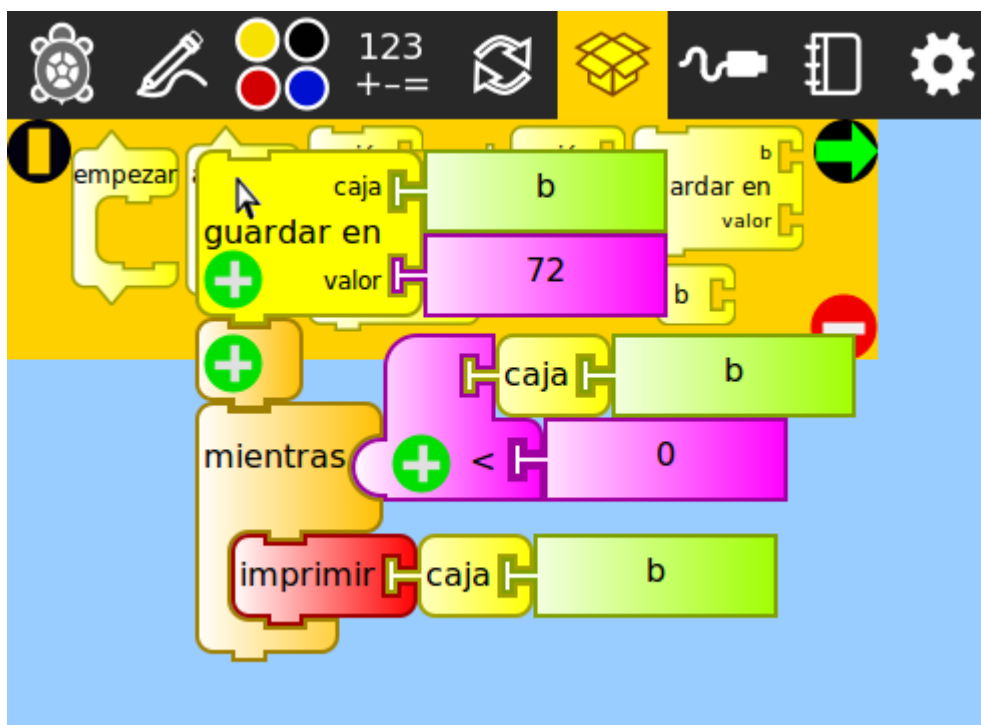 123
+-=
empezar
caja b
guardar en
valor 72
b
ardar en
valor
b
caja b
mientras
< 0
imprimir caja b